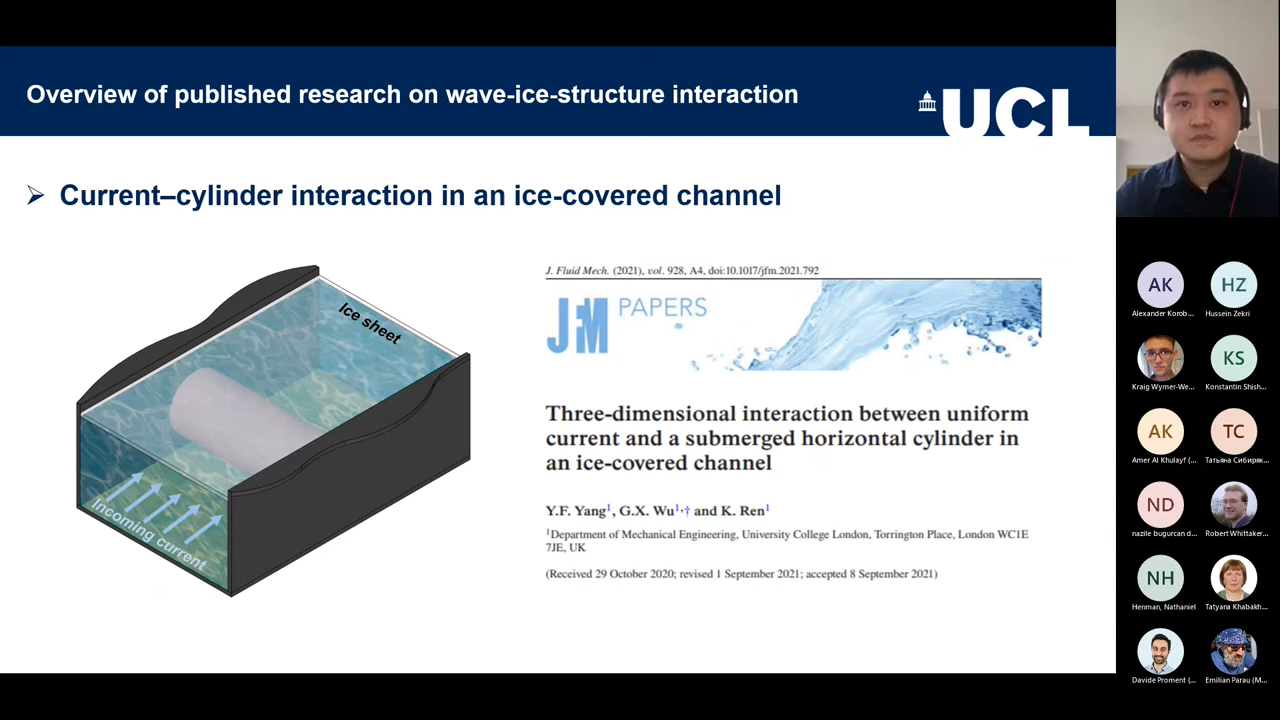 Overview of published research on wave-ice-structure interaction
UCL
➢ Current–cylinder interaction in an ice-covered channel
Ice sheet
Incoming current
J. Fluid Mech. (2021), vol. 928, A4, doi:10.1017/jfm.2021.792
JFM PAPERS
Three-dimensional interaction between uniform
current and a submerged horizontal cylinder in
an ice-covered channel
Y.F. Yang1, G.X. Wu1,† and K. Ren1
1Department of Mechanical Engineering, University College London, Torrington Place, London WC1E
7JE, UK
(Received 29 October 2020; revised 1 September 2021; accepted 8 September 2021)
AK
HZ
Alexander Korob...
Hussein Zekri
KS
Kraig Wymer-We...
Konstantin Shish...
AK
TC
Amer Al Khulayf (...
Татьяна Сибиряк...
ND
nazile bugurcan d...
Robert Whittaker...
NH
Henman, Nathaniel
Tatyana Khabakh...
Davide Proment (...
Emilian Parau (M...